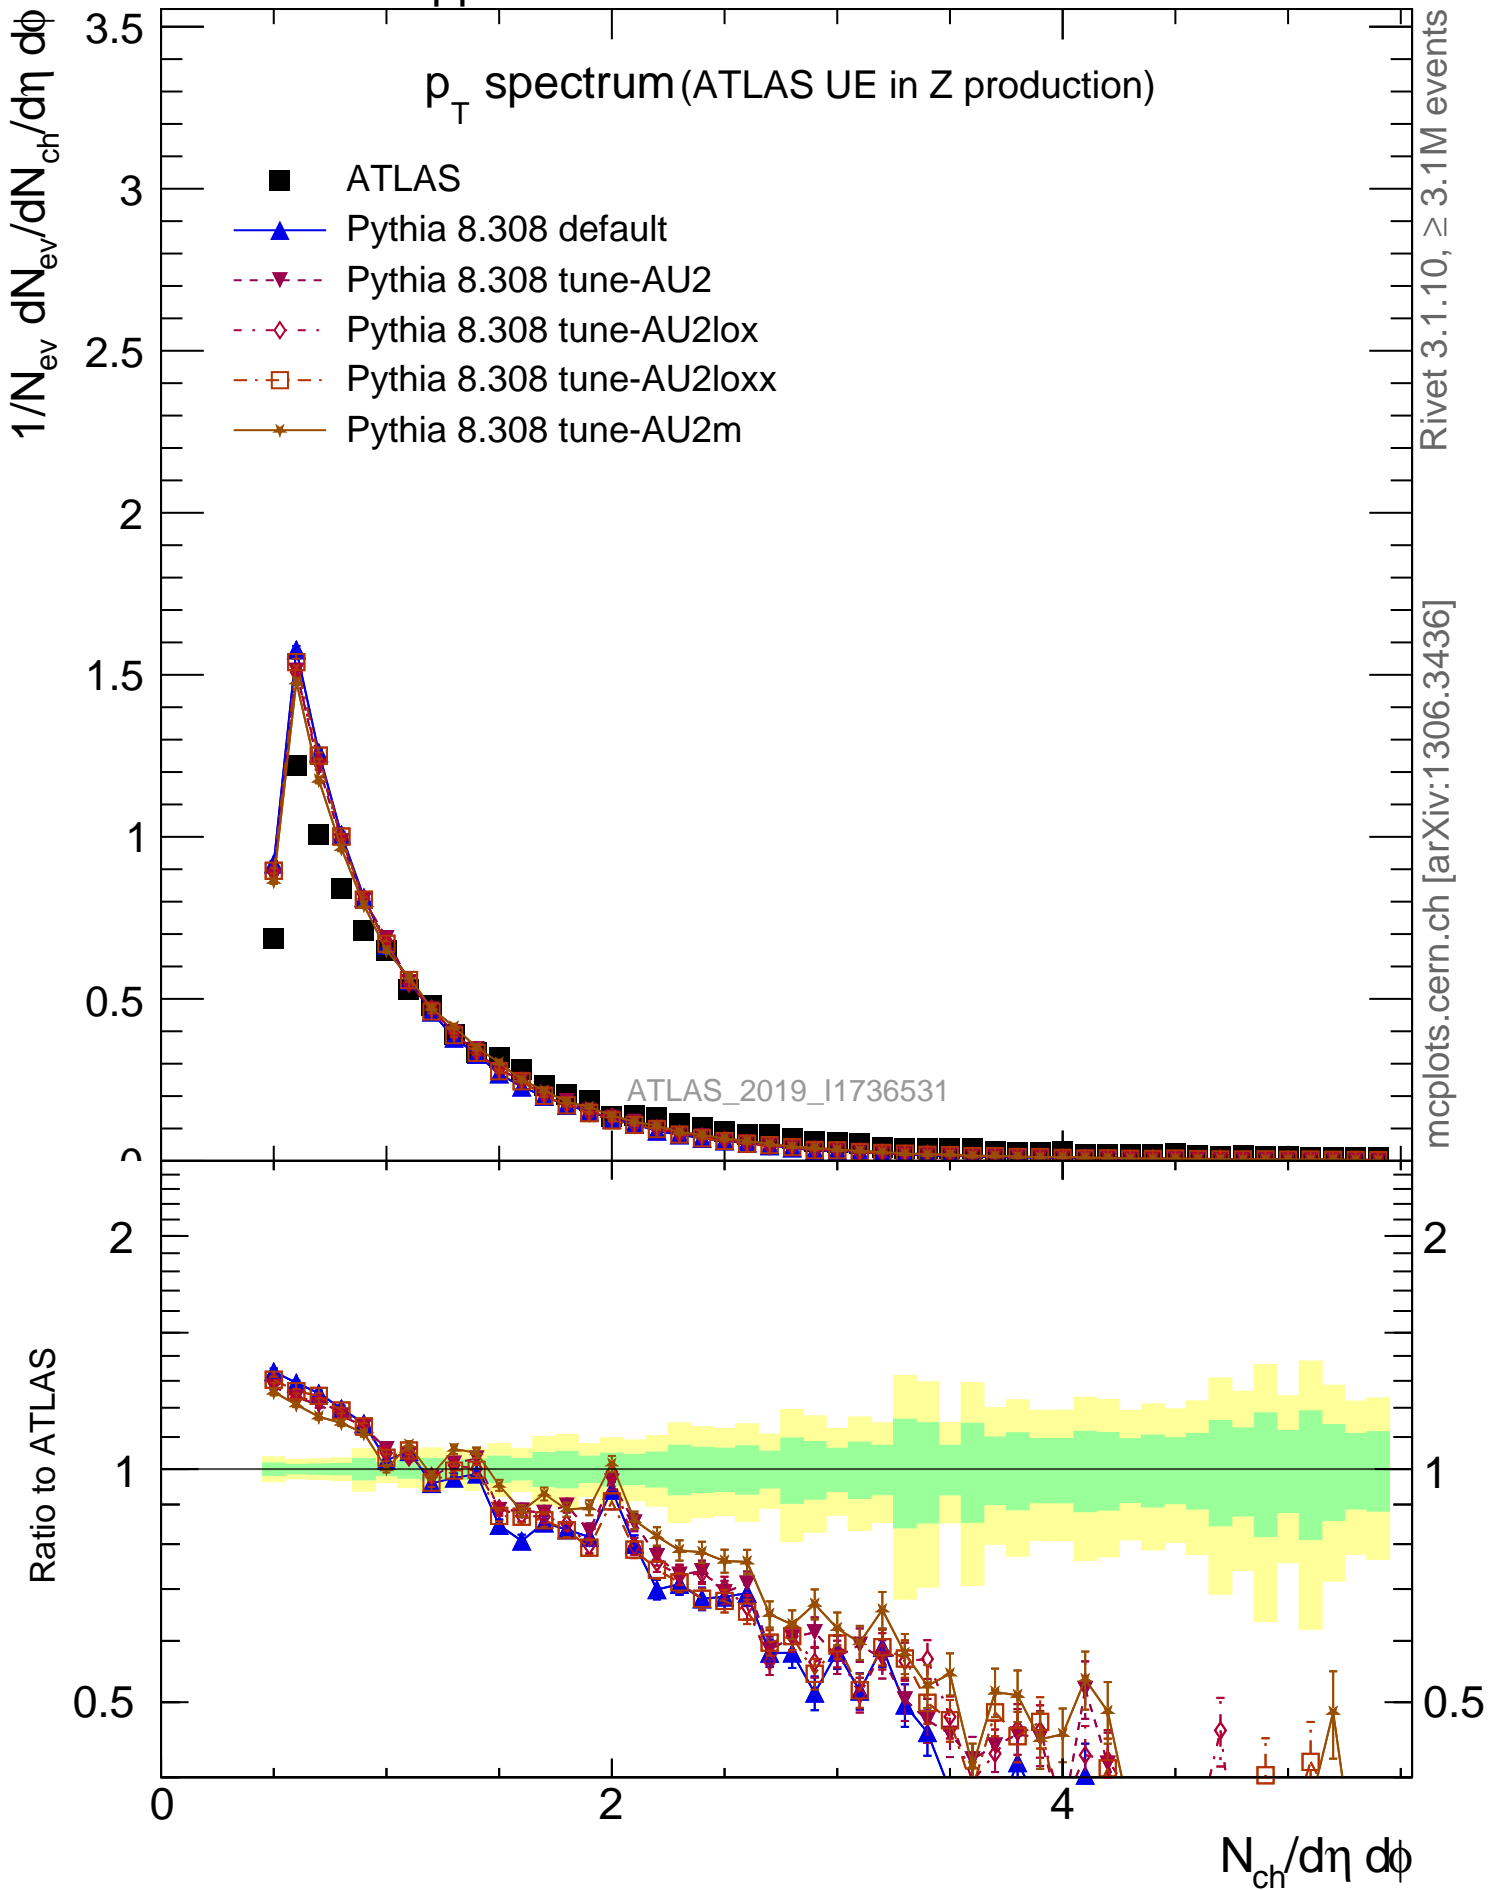 pp
1/N_ev dN_ev/dN_ch/dη dϕ
p_T spectrum (ATLAS UE in Z production)
ATLAS
Pythia 8.308 default
Pythia 8.308 tune-AU2
Pythia 8.308 tune-AU2lox
Pythia 8.308 tune-AU2loxx
Pythia 8.308 tune-AU2m
3.5
3
2.5
2
1.5
1
0.5
0
ATLAS_2019_I1736531
Rivet 3.1.10, ≥ 3.1M events
mcplots.cern.ch [arXiv:1306.3436]
Ratio to ATLAS
2
1
0.5
2
1
0.5
0
2
4
N_ch/dη dϕ